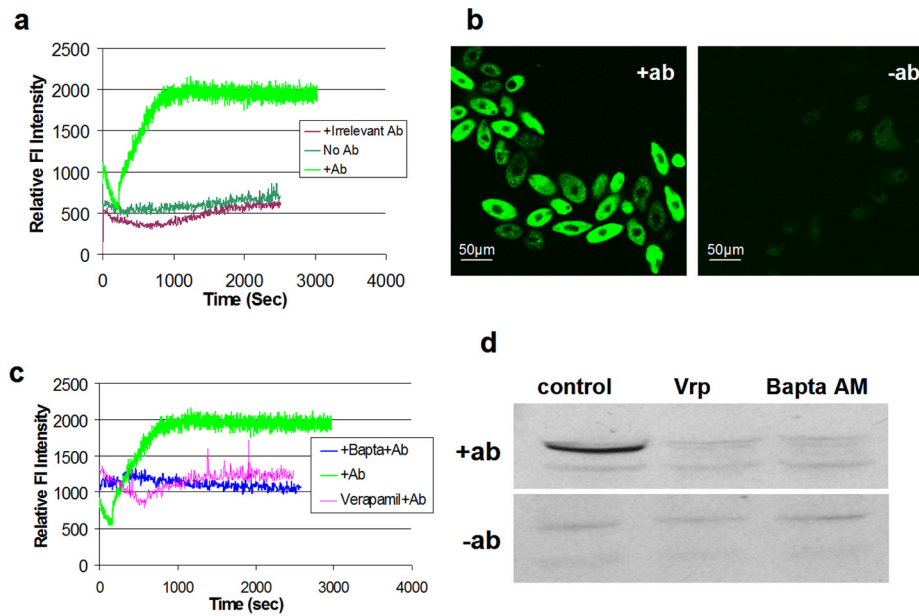 a
2500
2000
1500
1000
500
0
Relative Fl Intensity
0 1000 2000 3000 4000
Time (Sec)
+Irrelevant Ab
No Ab
+Ab
b
+ab
50µm
-ab
50µm
c
2500
2000
1500
1000
500
0
Relative Fl Intensity
0 1000 2000 3000 4000
Time (sec)
+Bapta+Ab
+Ab
Verapamil+Ab
d
control Vrp Bapta AM
+ab
-ab